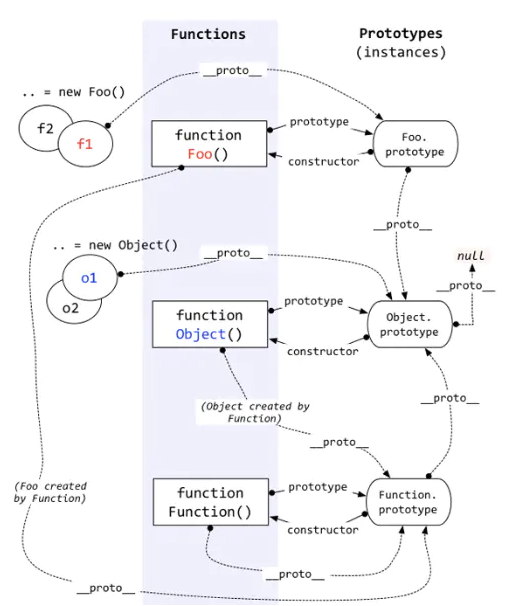 Functions
Prototypes
(instances)
__proto__
.. = new Foo()
f2
f1
function
Foo()
prototype
constructor
Foo.
prototype
__proto__
.. = new Object()
__proto__
null
__proto__
o1
o2
function
Object()
prototype
constructor
Object.
prototype
(Object created by
Function)
__proto__
__proto__
(Foo created
by Function)
function
Function()
prototype
constructor
Function.
prototype
__proto__
__proto__